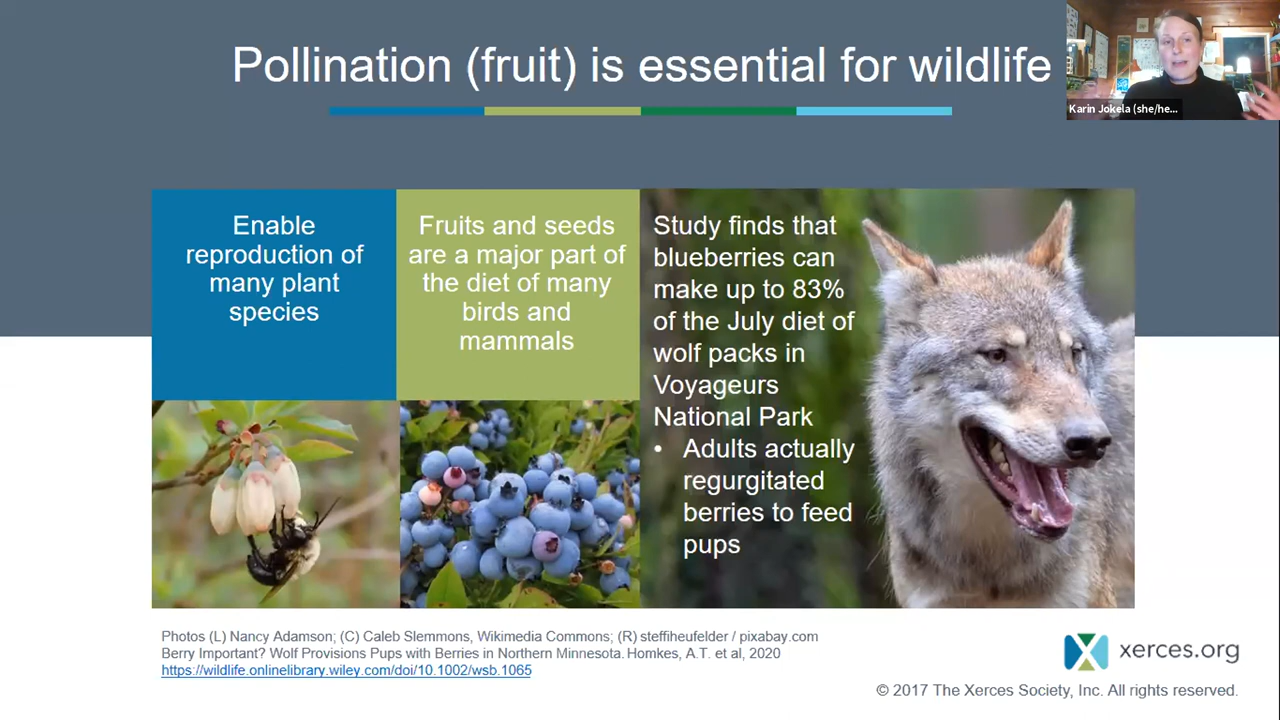 Pollination (fruit) is essential for wildlife
Karin Jokela (she/he...
Enable
reproduction of
many plant
species
Fruits and seeds
are a major part of
the diet of many
birds and
mammals
Study finds that
blueberries can
make up to 83%
of the July diet of
wolf packs in
Voyageurs
National Park
• Adults actually
regurgitated
berries to feed
pups
Photos (L) Nancy Adamson; (C) Caleb Slemmons, Wikimedia Commons; (R) steffiheufelder / pixabay.com
Berry Important? Wolf Provisions Pups with Berries in Northern Minnesota. Homkes, A.T. et al, 2020
https://wildlife.onlinelibrary.wiley.com/doi/10.1002/wsb.1065
xerces.org
© 2017 The Xerces Society, Inc. All rights reserved.